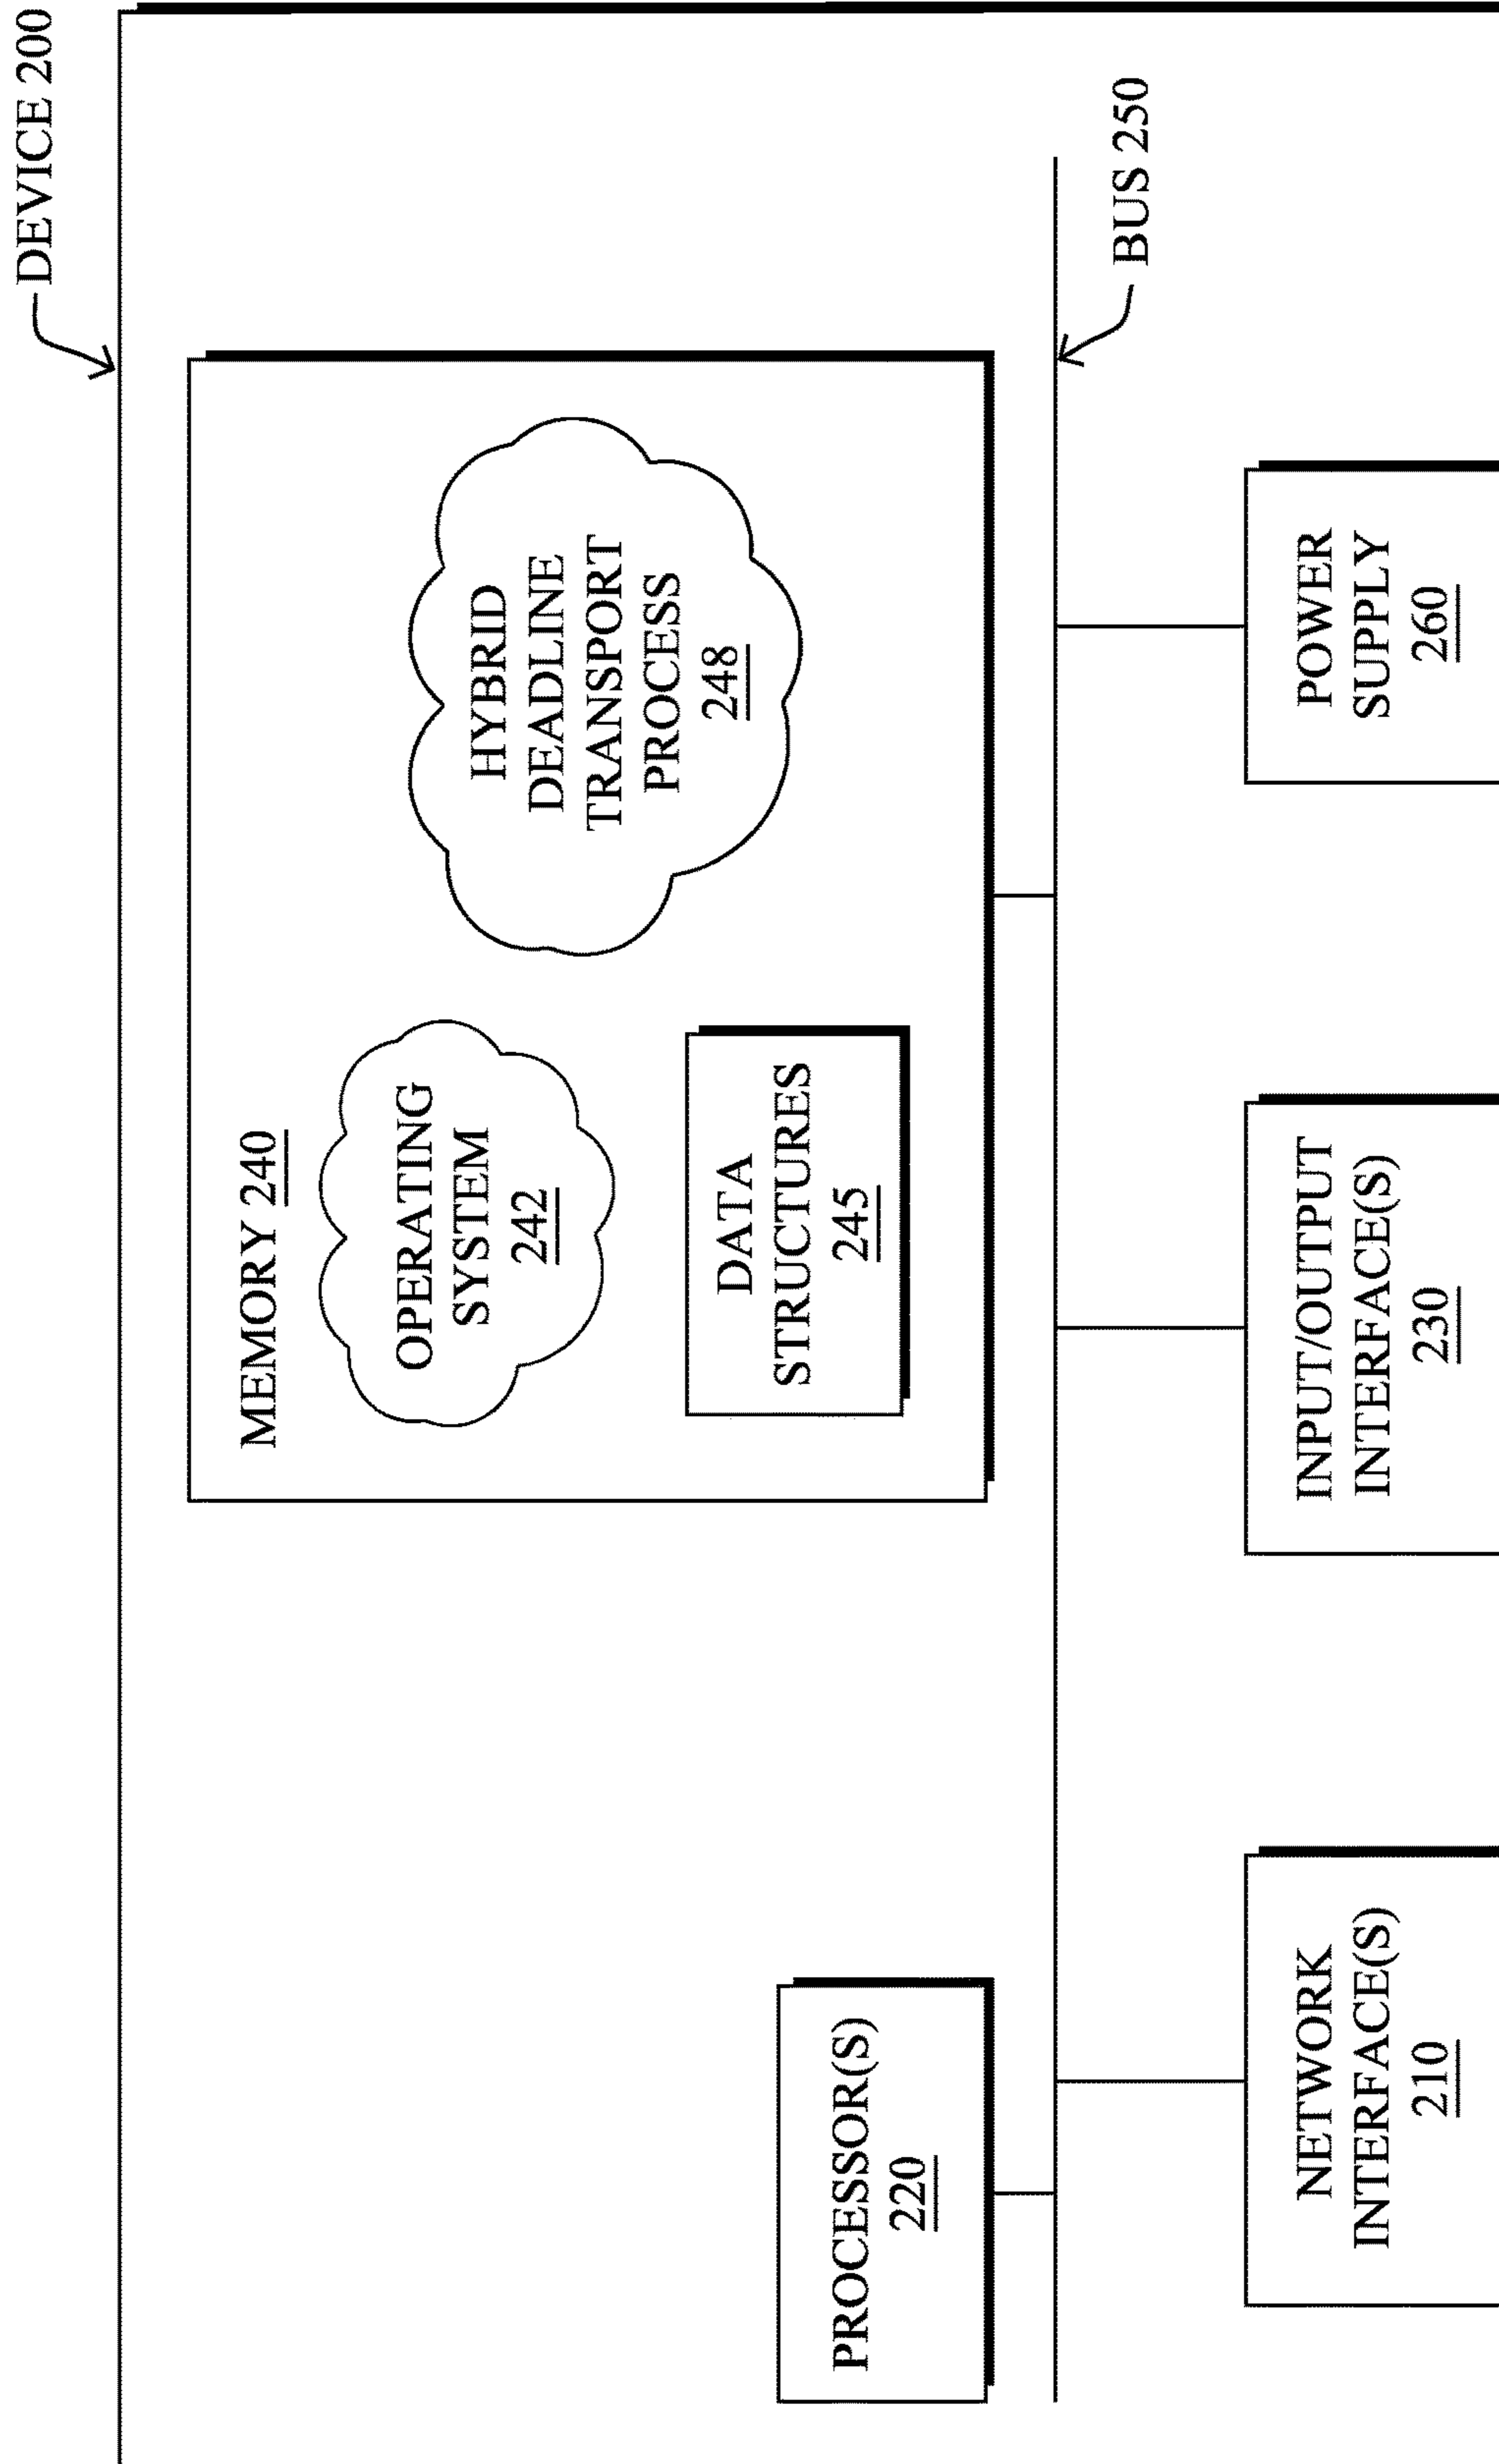 DEVICE 200
MEMORY 240
OPERATING
SYSTEM
242
DATA
STRUCTURES
245
HYBRID
DEADLINE
TRANSPORT
PROCESS
248
PROCESSOR(S)
220
BUS 250
NETWORK
INTERFACE(S)
210
INPUT/OUTPUT
INTERFACE(S)
230
POWER
SUPPLY
260